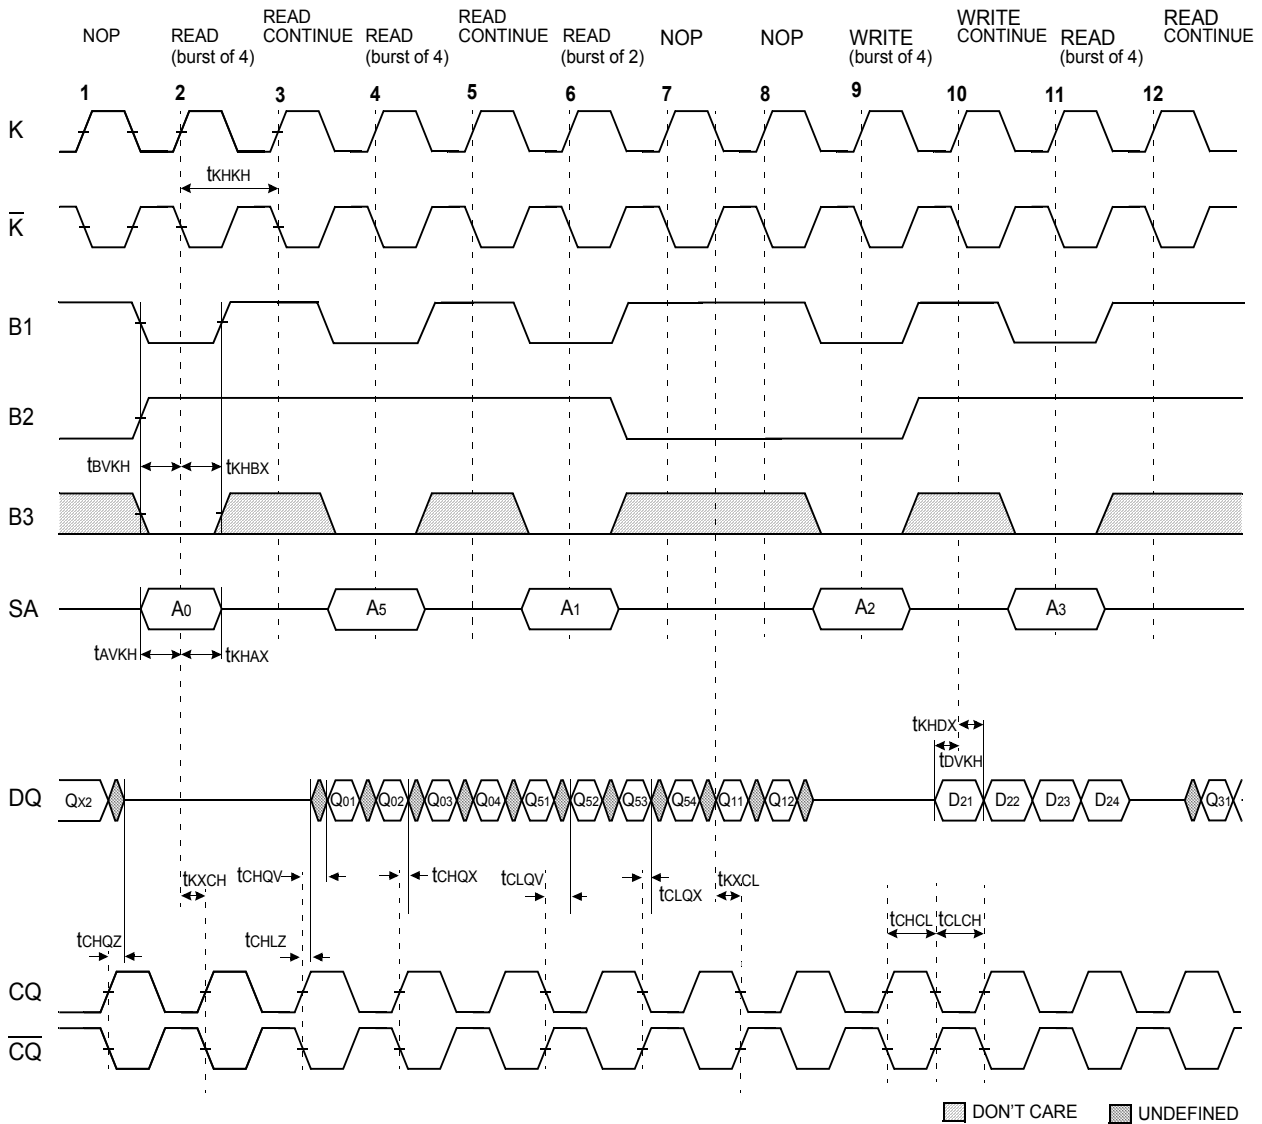 NOP
READ
(burst of 4)
READ
CONTINUE
READ
(burst of 4)
READ
CONTINUE
READ
(burst of 2)
NOP
NOP
WRITE
(burst of 4)
WRITE
CONTINUE
READ
(burst of 4)
READ
CONTINUE
1 2 3 4 5 6 7 8 9 10 11 12
K
tKHKH
K̅
B1
B2
tBVKH tKHBX
B3
SA A0 A5 A1 A2 A3
tAVKH tKHAX
tKHDX
tDVKH
DQ QX2 Q01 Q02 Q03 Q04 Q51 Q52 Q53 Q54 Q11 Q12 D21 D22 D23 D24 Q31
tKXCH tCHQV tCHQX tCLQV tCLQX tKXCL
tCHQZ tCHLZ tCHCL tCLCH
CQ
C̅Q̅
DON'T CARE UNDEFINED